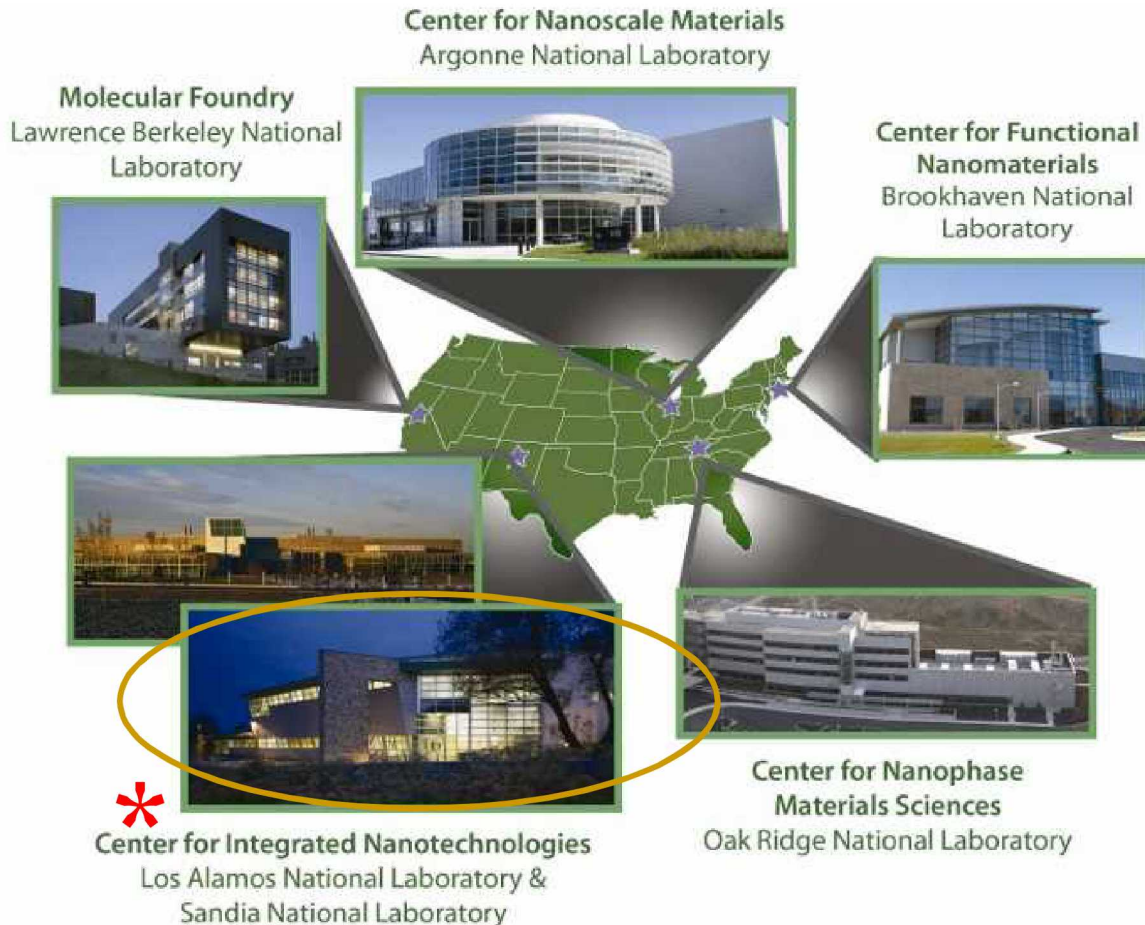 Center for Nanoscale Materials
Argonne National Laboratory
Molecular Foundry
Lawrence Berkeley National
Laboratory
Center for Functional
Nanomaterials
Brookhaven National
Laboratory
*
Center for Integrated Nanotechnologies
Los Alamos National Laboratory &
Sandia National Laboratory
Center for Nanophase
Materials Sciences
Oak Ridge National Laboratory